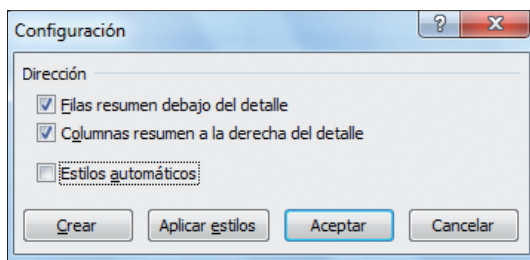 Configuración
Dirección
Filas resumen debajo del detalle
Columnas resumen a la derecha del detalle
Estilos automáticos
Crear Aplicar estilos Aceptar Cancelar